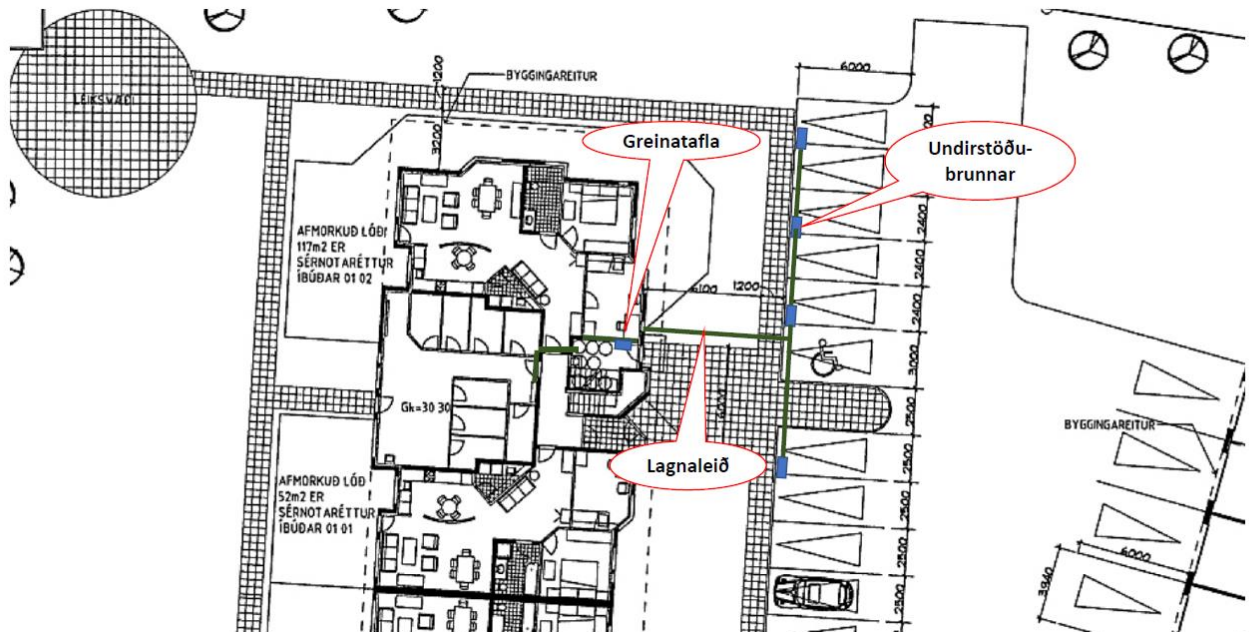 LEIKSVÆÐI
1200
BYGGINGAREITUR
3200
6000
Greinatafla
Undirstöðu-
brunnar
AFMÖRKUÐ LÓÐ
117m2 ER
SÉRNOTARÉTTUR
ÍBÚÐAR 01 02
2400
2400
2400
1200
3000
6000
2500
Gk=30 30
Lagnaleið
2500
BYGGINGAREITUR
AFMÖRKUÐ LÓÐ
52m2 ER
SÉRNOTARÉTTUR
ÍBÚÐAR 01 01
2500
2500
6000
3940
2500